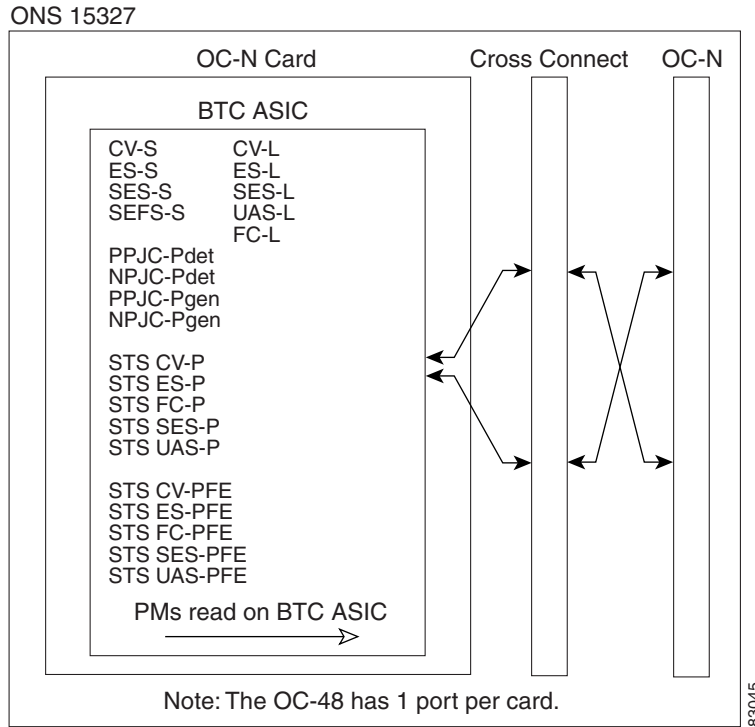 ONS 15327
OC-N Card
Cross Connect
OC-N
BTC ASIC
CV-S CV-L
ES-S ES-L
SES-S SES-L
SEFS-S UAS-L
FC-L
PPJC-Pdet
NPJC-Pdet
PPJC-Pgen
NPJC-Pgen
STS CV-P
STS ES-P
STS FC-P
STS SES-P
STS UAS-P
STS CV-PFE
STS ES-PFE
STS FC-PFE
STS SES-PFE
STS UAS-PFE
PMs read on BTC ASIC
Note: The OC-48 has 1 port per card.
83045